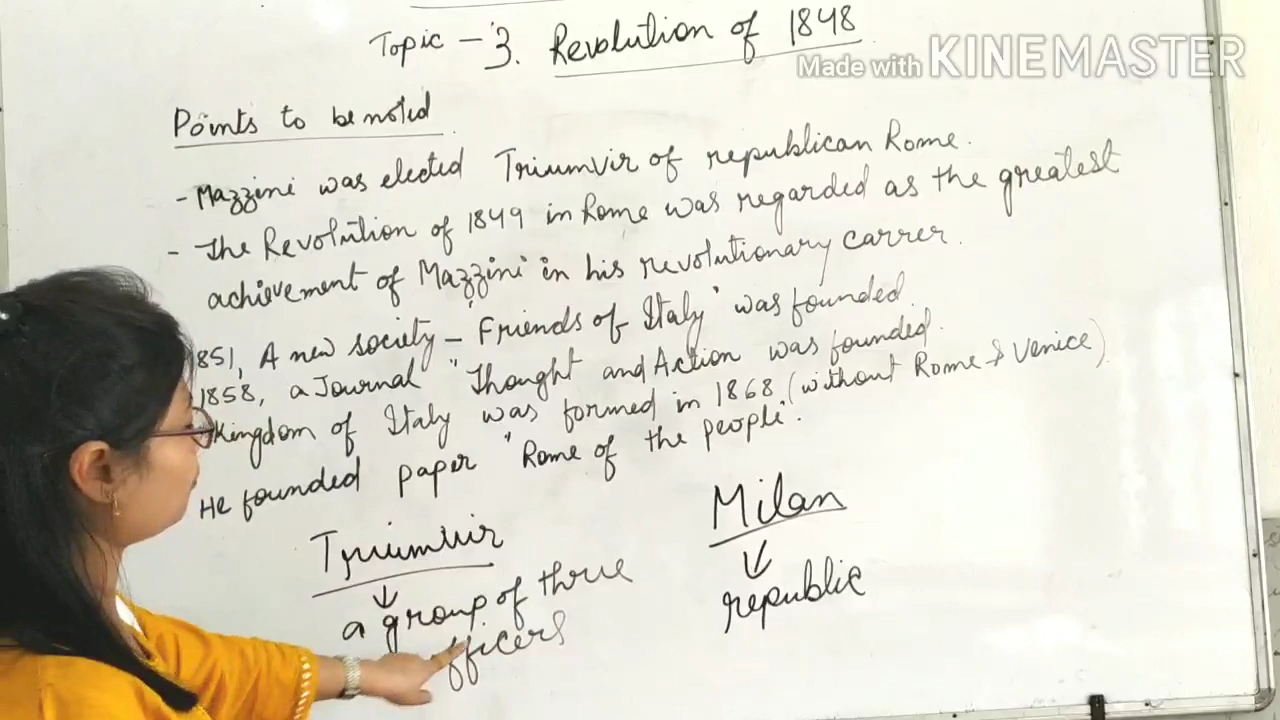 Topic - 3. Revolution of 1848
Made with KINEMASTER
Points to be noted
- Mazzini was elected Triumvir of republican Rome.
- The Revolution of 1849 in Rome was regarded as the greatest
achievement of Mazzini in his revolutionary carrer.
851, A new society - "Friends of Italy" was founded.
1858, a Journal "Thought and Action was founded.
Kingdom of Italy was formed in 1868. (without Rome & Venice)
He founded paper "Rome of the people".
Triumvir
a group of three
fficers
Milan
republic